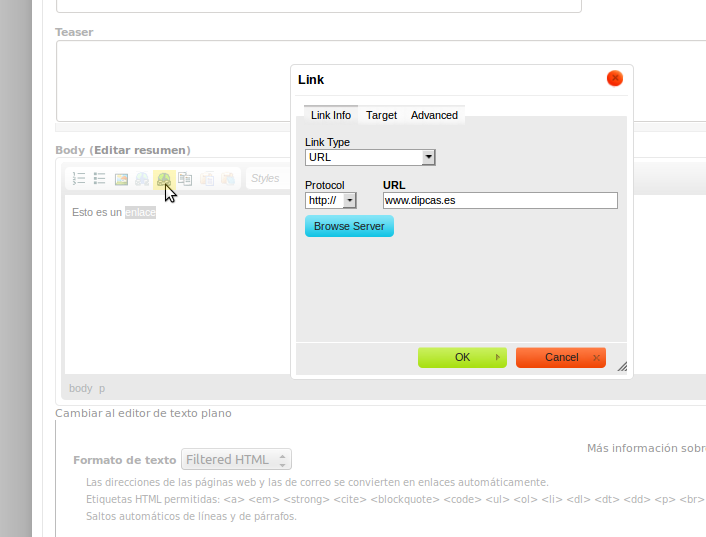 Teaser
Link
Link Info Target Advanced
Link Type
URL
Protocol URL
http:// www.dipcas.es
Browse Server
OK Cancel
Body (Editar resumen)
Styles
Esto es un enlace
body p
Cambiar al editor de texto plano
Más información sobr
Formato de texto Filtered HTML
Las direcciones de las páginas web y las de correo se convierten en enlaces automáticamente.
Etiquetas HTML permitidas: <a> <em> <strong> <cite> <blockquote> <code> <ul> <ol> <li> <dl> <dt> <dd> <p> <br>
Saltos automáticos de líneas y de párrafos.